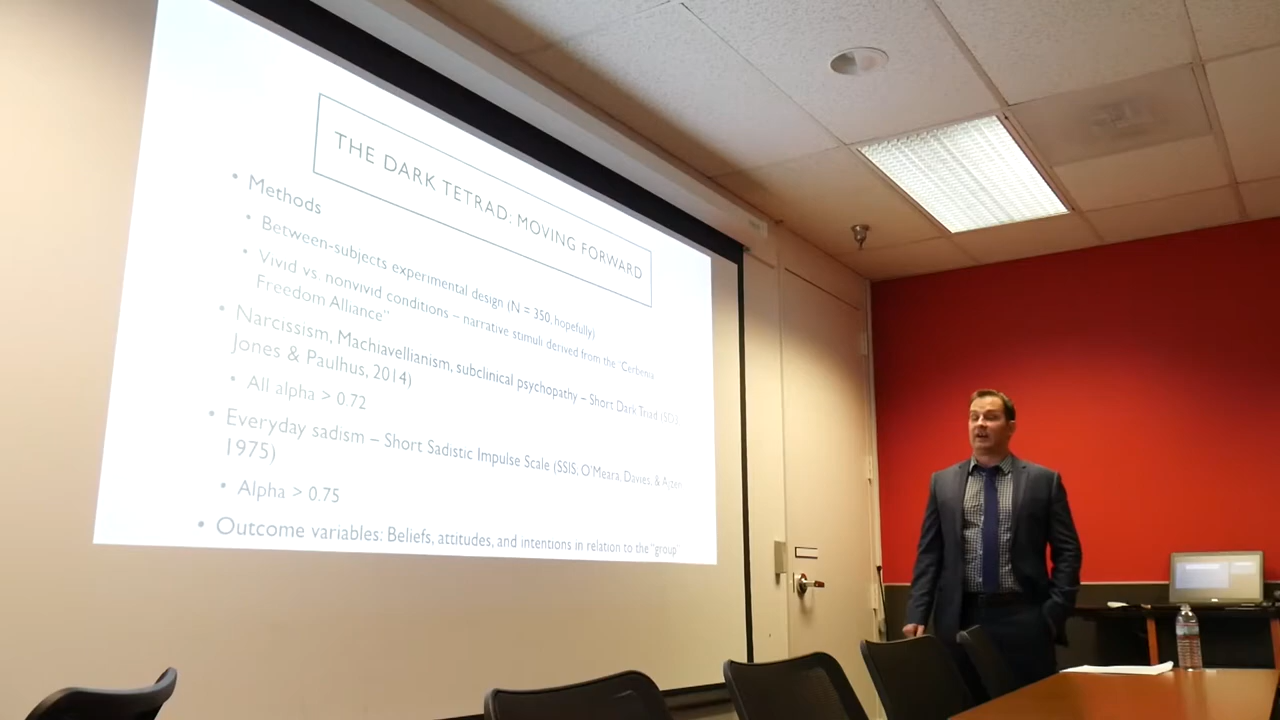 THE DARK TETRAD: MOVING FORWARD
• Methods
• Between-subjects experimental design (N = 350, hopefully)
• Vivid vs. nonvivid conditions – narrative stimuli derived from the "Cerberia
Freedom Alliance"
• Narcissism, Machiavellianism, subclinical psychopathy – Short Dark Triad (SD3
Jones & Paulhus, 2014)
• All alpha > 0.72
• Everyday sadism – Short Sadistic Impulse Scale (SSIS, O'Meara, Davies, &
1975)
• Alpha > 0.75
• Outcome variables: Beliefs, attitudes, and intentions in relation to the "group"